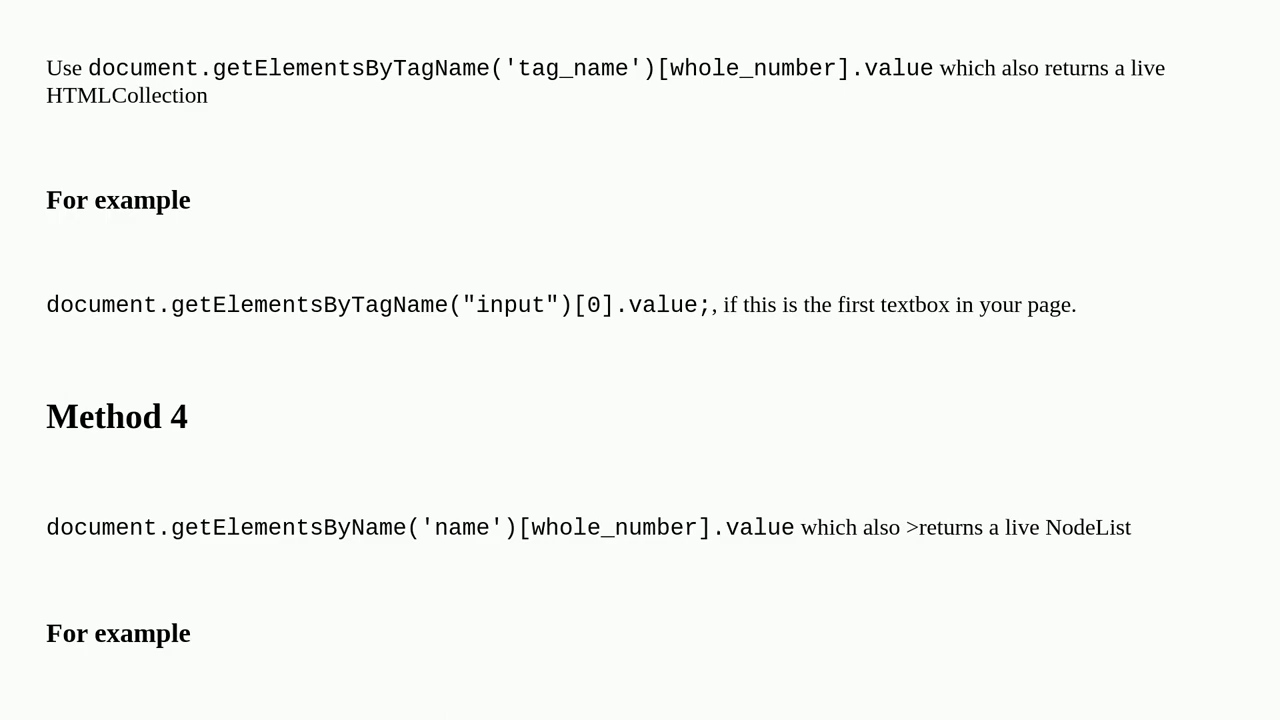 Use document.getElementsByTagName('tag_name')[whole_number].value which also returns a live
HTMLCollection
For example
document.getElementsByTagName("input")[0].value;, if this is the first textbox in your page.
Method 4
document.getElementsByName('name')[whole_number].value which also >returns a live NodeList
For example